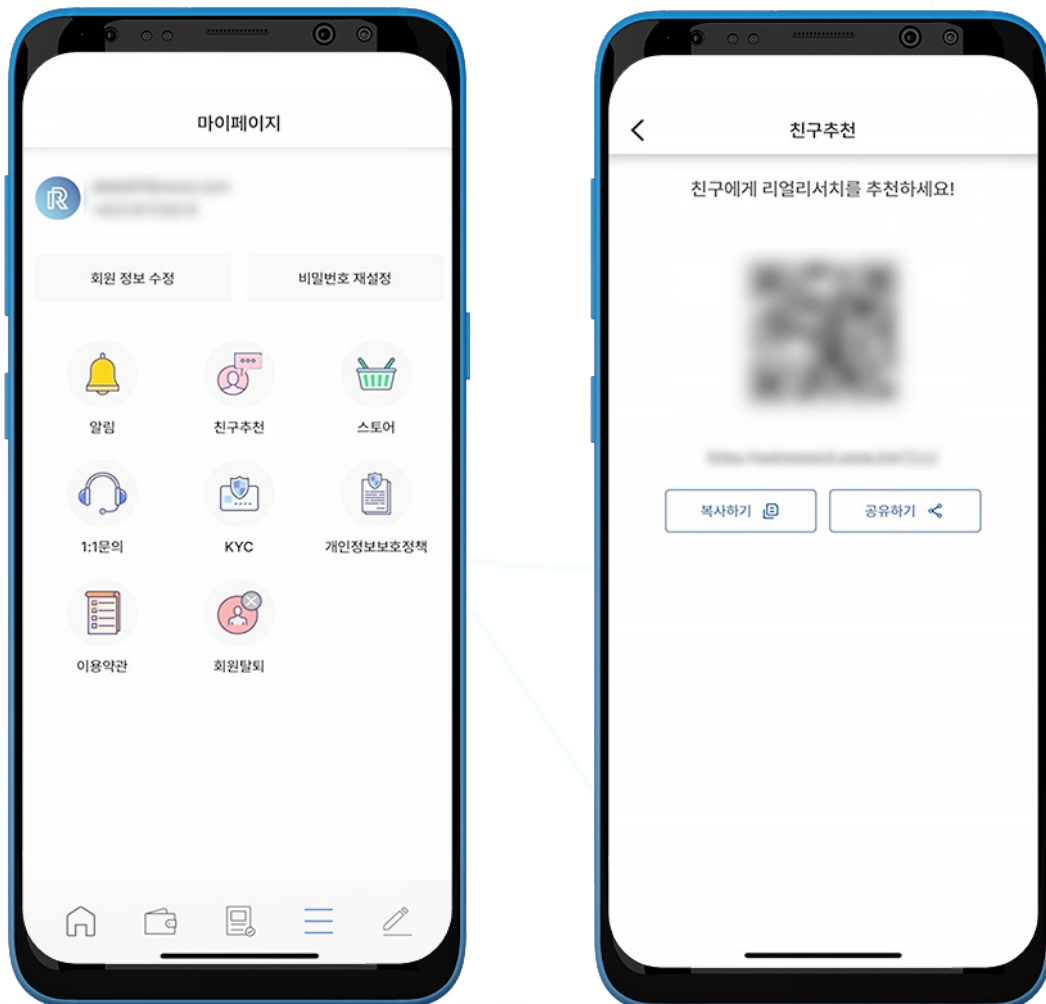 마이페이지
회원 정보 수정
비밀번호 재설정
알림
친구추천
스토어
1:1문의
KYC
개인정보보호정책
이용약관
회원탈퇴
친구추천
친구에게 리얼리서치를 추천하세요!
복사하기
공유하기